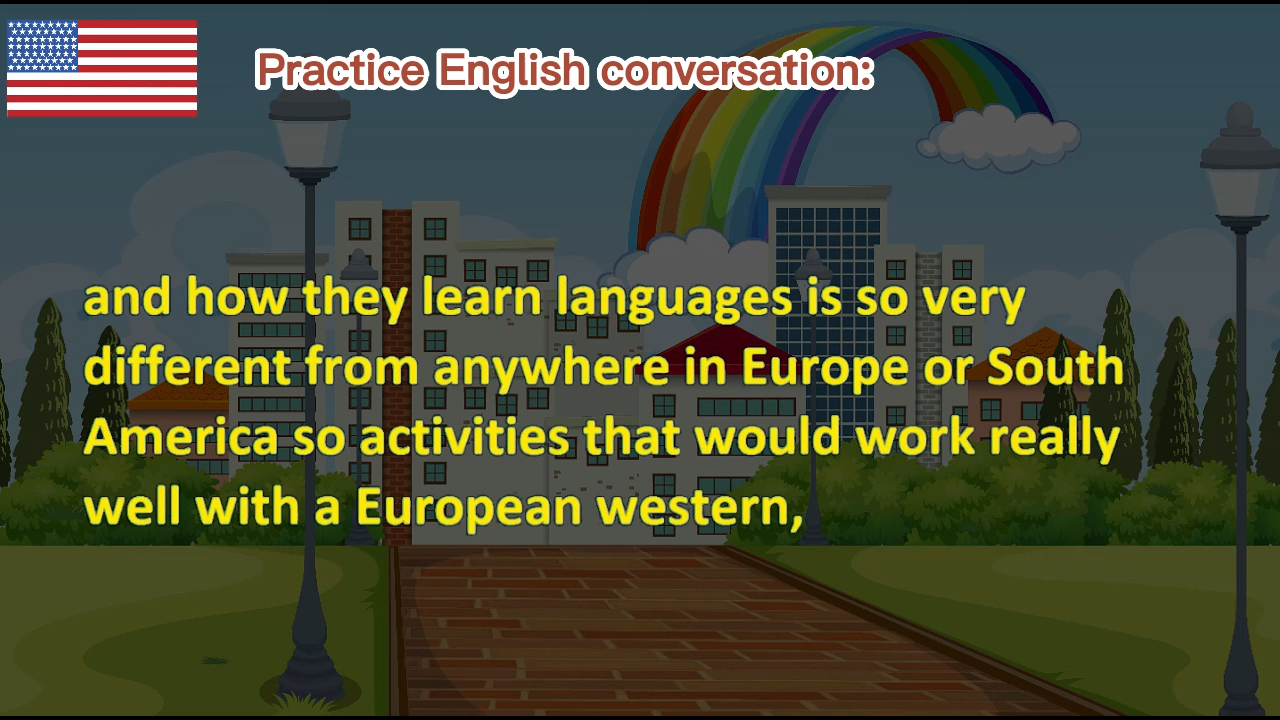 Practice English conversation:
and how they learn languages is so very
different from anywhere in Europe or South
America so activities that would work really
well with a European western,